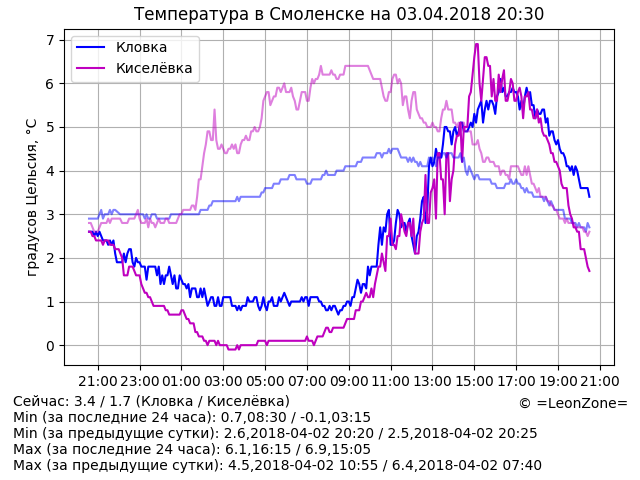 Температура в Смоленске на 03.04.2018 20:30
Кловка
Киселёвка
градусов Цельсия, °C
7
6
5
4
3
2
1
0
21:00 23:00 01:00 03:00 05:00 07:00 09:00 11:00 13:00 15:00 17:00 19:00 21:00
Сейчас: 3.4 / 1.7 (Кловка / Киселёвка)
© =LeonZone=
Min (за последние 24 часа): 0.7,08:30 / -0.1,03:15
Min (за предыдущие сутки): 2.6,2018-04-02 20:20 / 2.5,2018-04-02 20:25
Max (за последние 24 часа): 6.1,16:15 / 6.9,15:05
Max (за предыдущие сутки): 4.5,2018-04-02 10:55 / 6.4,2018-04-02 07:40